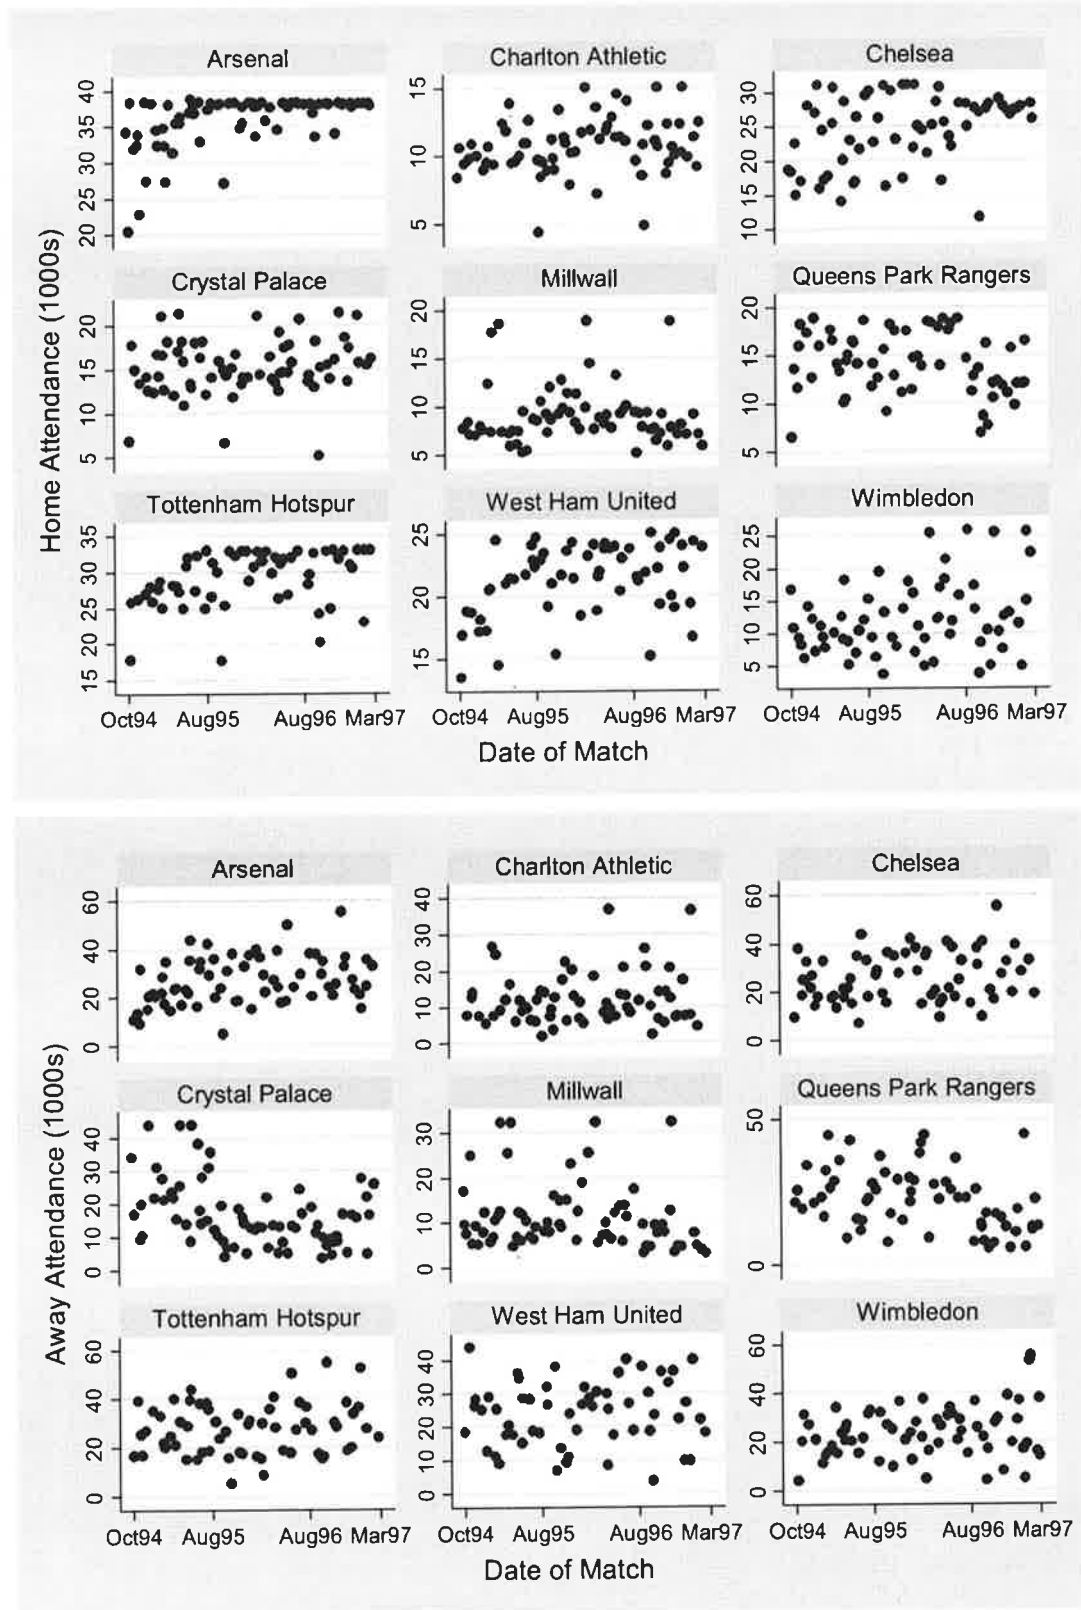 Arsenal Charlton Athletic Chelsea
40 35 30 25 20
15 10 5
30 25 20 15 10
Crystal Palace Millwall Queens Park Rangers
20 15 10 5
20 15 10 5
20 15 10 5
Tottenham Hotspur West Ham United Wimbledon
35 30 25 20 15
25 20 15
25 20 15 10 5
Home Attendance (1000s)
Oct94 Aug95 Aug96 Mar97 Oct94 Aug95 Aug96 Mar97 Oct94 Aug95 Aug96 Mar97
Date of Match
Arsenal Charlton Athletic Chelsea
60 40 20 0
40 30 20 10 0
60 40 20 0
Crystal Palace Millwall Queens Park Rangers
40 30 20 10 0
30 20 10 0
50 0
Tottenham Hotspur West Ham United Wimbledon
60 40 20 0
40 30 20 10 0
60 40 20 0
Away Attendance (1000s)
Oct94 Aug95 Aug96 Mar97 Oct94 Aug95 Aug96 Mar97 Oct94 Aug95 Aug96 Mar97
Date of Match